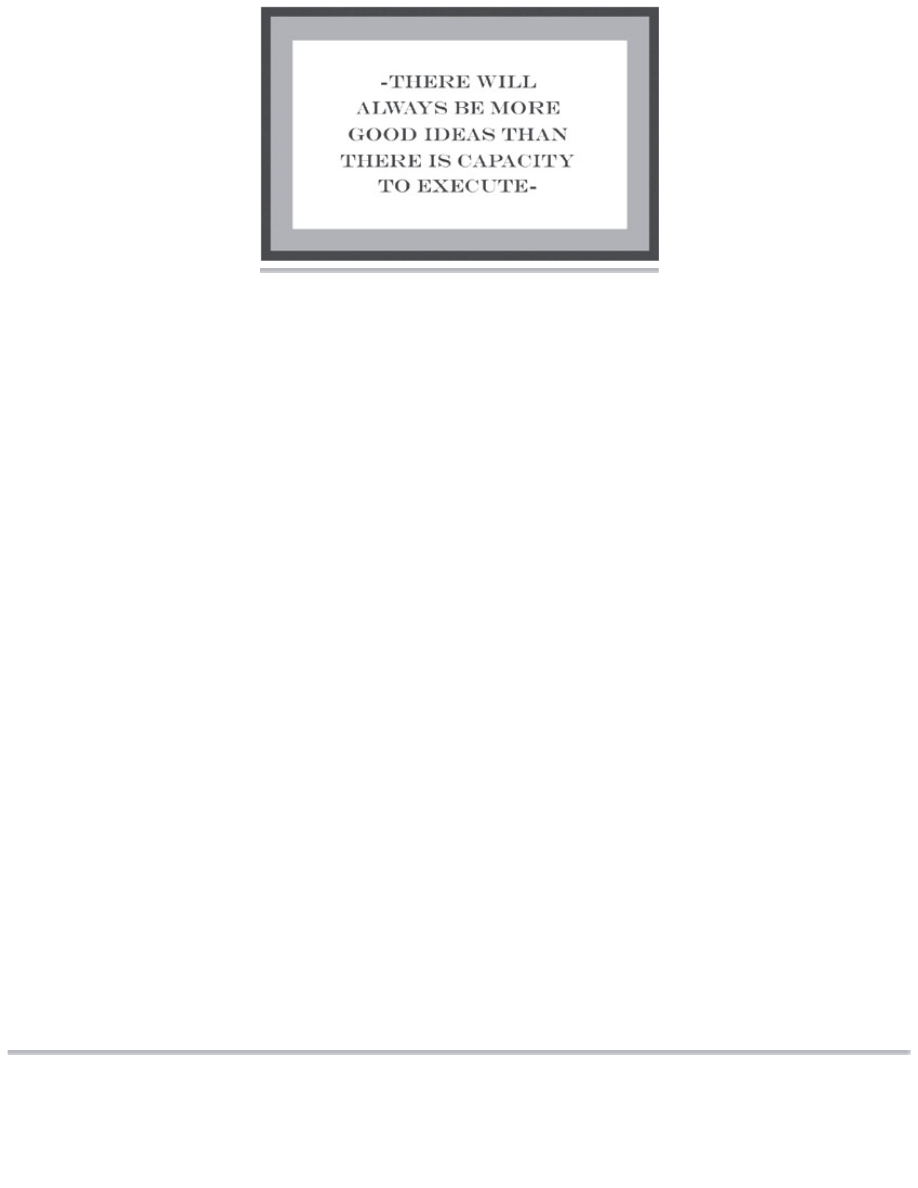 -THERE WILL
ALWAYS BE MORE
GOOD IDEAS THAN
THERE IS CAPACITY
TO EXECUTE-